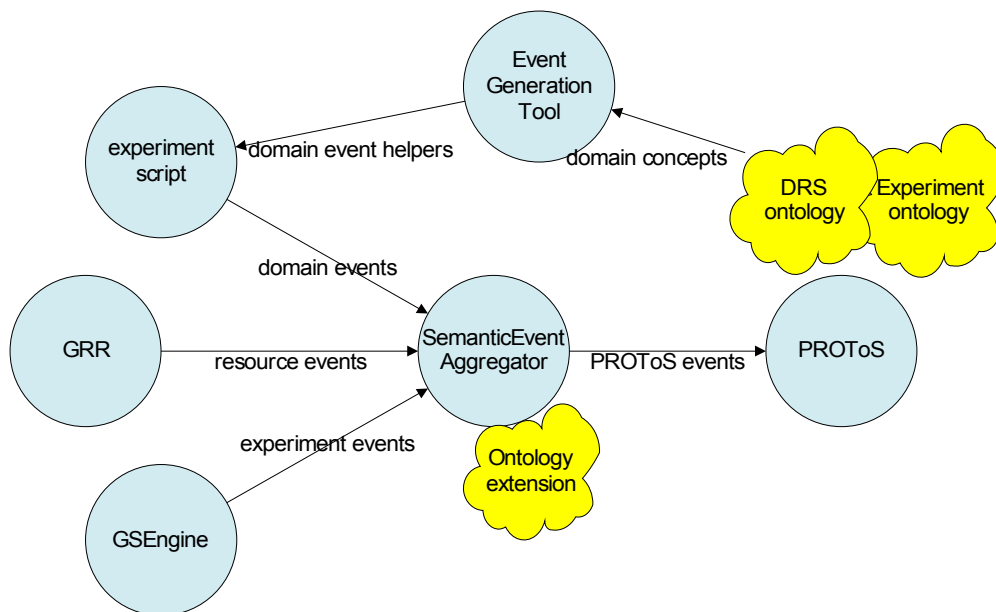 Event
Generation
Tool
experiment
script
domain event helpers
domain concepts
DRS
ontology
Experiment
ontology
domain events
GRR
resource events
SemanticEvent
Aggregator
PROToS events
PROToS
experiment events
Ontology
extension
GSEngine